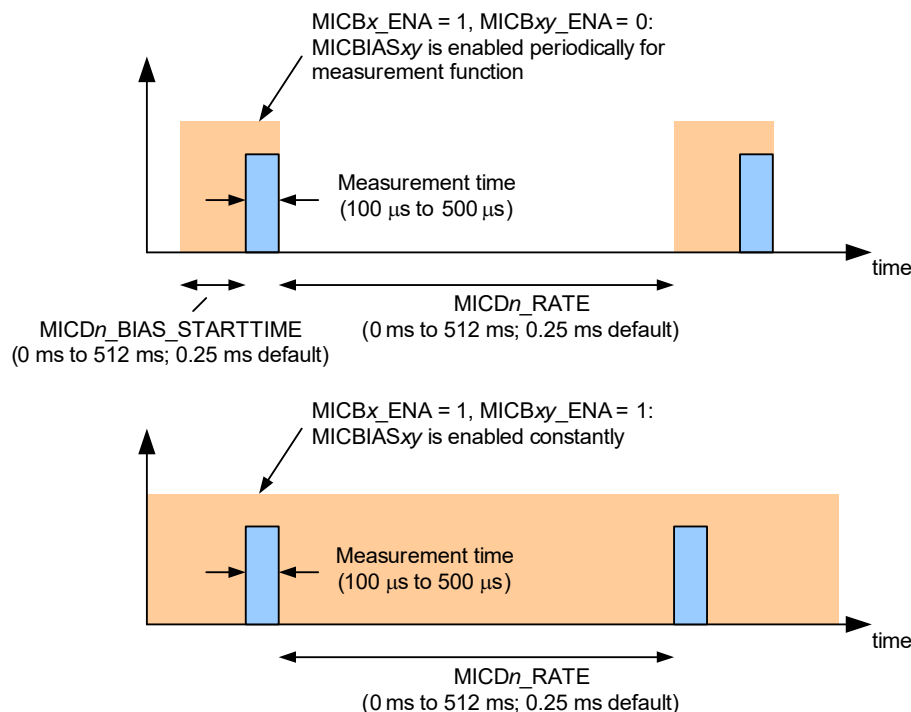 MICBx_ENA = 1, MICBxy_ENA = 0:
MICBIASxy is enabled periodically for
measurement function
Measurement time
(100 μs to 500 μs)
time
MICDn_BIAS_STARTTIME
(0 ms to 512 ms; 0.25 ms default)
MICDn_RATE
(0 ms to 512 ms; 0.25 ms default)
MICBx_ENA = 1, MICBxy_ENA = 1:
MICBIASxy is enabled constantly
Measurement time
(100 μs to 500 μs)
time
MICDn_RATE
(0 ms to 512 ms; 0.25 ms default)